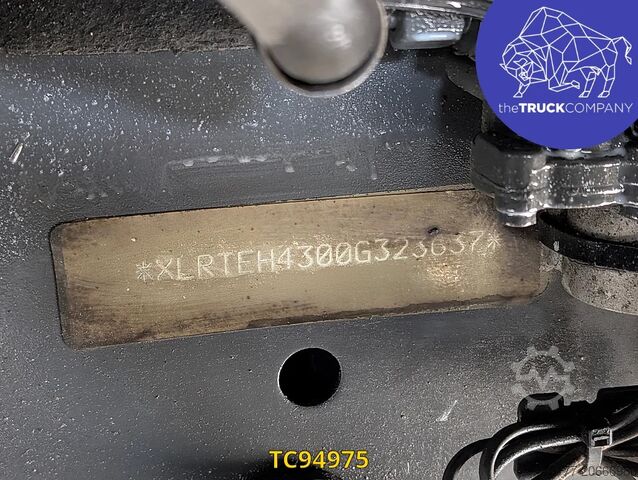 theTRUCKCOMPANY
*XLRTEH4300G323637*
TC94975